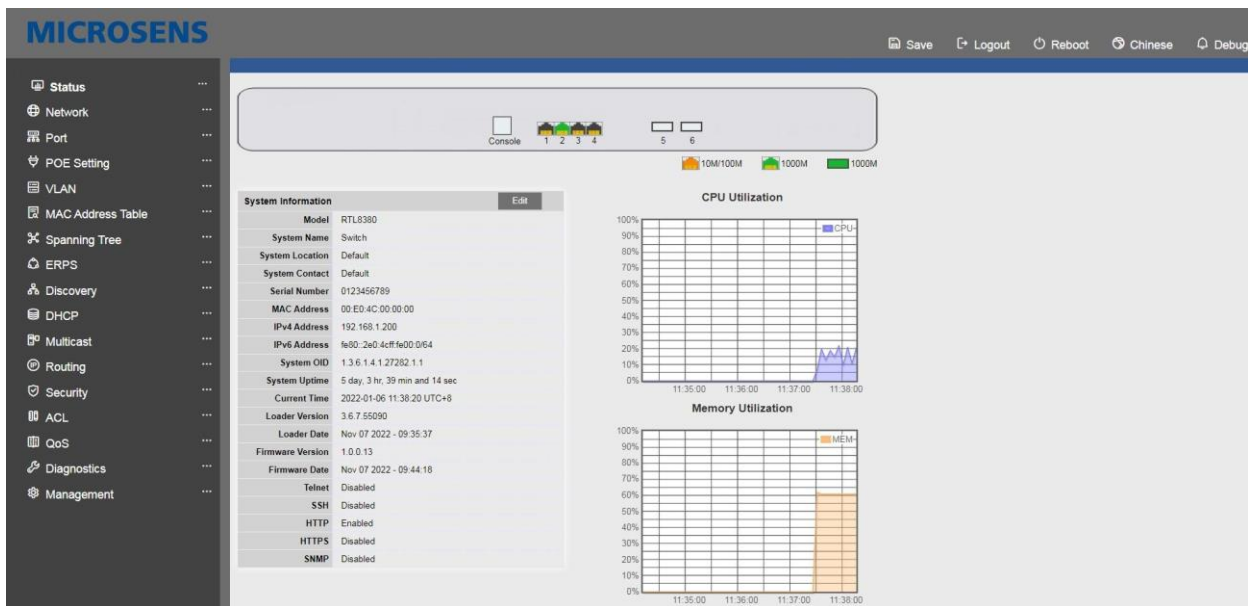 MICROSENS
Save Logout Reboot Chinese Debug
Status ...
Network ...
Port ...
POE Setting ...
VLAN ...
MAC Address Table ...
Spanning Tree ...
ERPS ...
Discovery ...
DHCP ...
Multicast ...
Routing ...
Security ...
ACL ...
QoS ...
Diagnostics ...
Management ...
Console 1 2 3 4 5 6
10M/100M 1000M 1000M
System Information Edit
Model RTL8380
System Name Switch
System Location Default
System Contact Default
Serial Number 0123456789
MAC Address 00:E0:4C:00:00:00
IPv4 Address 192.168.1.200
IPv6 Address fe80::2e0:4cff:fe00:0/64
System OID 1.3.6.1.4.1.27282.1.1
System Uptime 5 day, 3 hr, 39 min and 14 sec
Current Time 2022-01-06 11:38:20 UTC+8
Loader Version 3.6.7.55090
Loader Date Nov 07 2022 - 09:35:37
Firmware Version 1.0.0.13
Firmware Date Nov 07 2022 - 09:44:18
Telnet Disabled
SSH Disabled
HTTP Enabled
HTTPS Disabled
SNMP Disabled
CPU Utilization
100%
90%
80%
70%
60%
50%
40%
30%
20%
10%
0%
CPU
11:35:00 11:36:00 11:37:00 11:38:00
Memory Utilization
100%
90%
80%
70%
60%
50%
40%
30%
20%
10%
0%
MEM
11:35:00 11:36:00 11:37:00 11:38:00